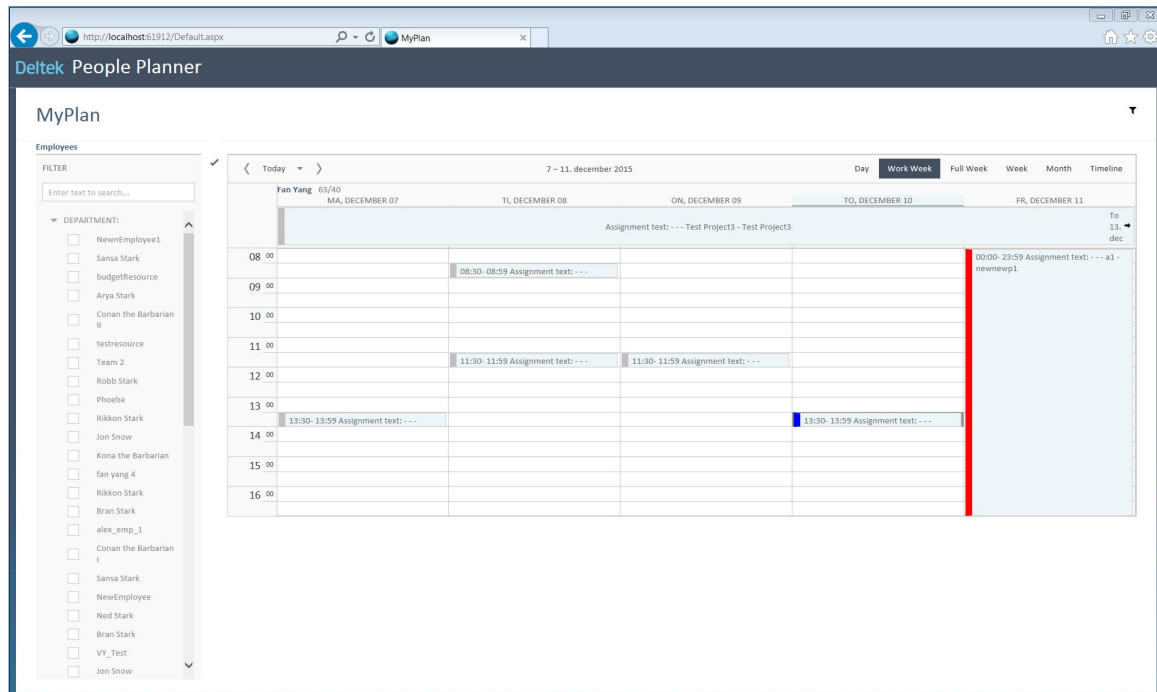 http://localhost:61912/Default.aspx
MyPlan
Deltek People Planner
MyPlan
Employees
FILTER
Enter text to search...
DEPARTMENT:
NewnEmployee1
Sansa Stark
budgetResource
Arya Stark
Conan the Barbarian
II
testresource
Team 2
Robb Stark
Phoebe
Rikkon Stark
Jon Snow
Kona the Barbarian
fan yang 4
Rikkon Stark
Bran Stark
alex_emp_1
Conan the Barbarian
I
Sansa Stark
NewEmployee
Ned Stark
Bran Stark
VY_Test
Jon Snow
Today
7 – 11. december 2015
Day Work Week Full Week Week Month Timeline
Fan Yang 63/40
MA, DECEMBER 07 TI, DECEMBER 08 ON, DECEMBER 09 TO, DECEMBER 10 FR, DECEMBER 11
Assignment text: - - - Test Project3 - Test Project3
To
13.
dec
08 00
00:00- 23:59 Assignment text: - - - a1 -
newnewp1
08:30- 08:59 Assignment text: - - -
09 00
10 00
11 00
11:30- 11:59 Assignment text: - - - 11:30- 11:59 Assignment text: - - -
12 00
13 00
13:30- 13:59 Assignment text: - - - 13:30- 13:59 Assignment text: - - -
14 00
15 00
16 00